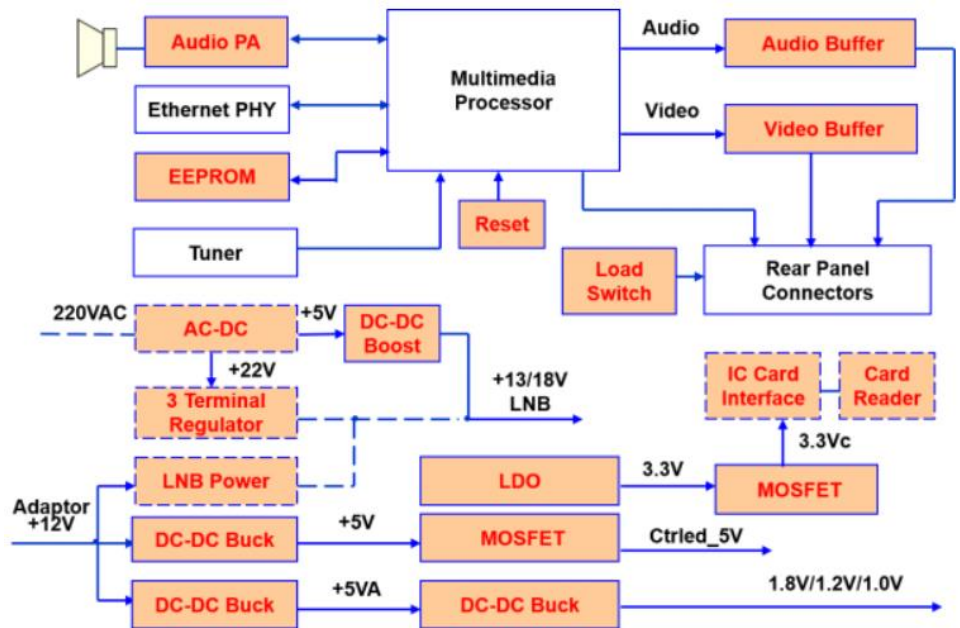 Audio PA
Multimedia
Processor
Audio
Audio Buffer
Ethernet PHY
Video
Video Buffer
EEPROM
Reset
Tuner
Load
Switch
Rear Panel
Connectors
220VAC
AC-DC
+5V
DC-DC
Boost
+22V
3 Terminal
Regulator
+13/18V
LNB
IC Card
Interface
Card
Reader
3.3Vc
LNB Power
LDO
3.3V
MOSFET
Adaptor
+12V
DC-DC Buck
+5V
MOSFET
Ctrled_5V
DC-DC Buck
+5VA
DC-DC Buck
1.8V/1.2V/1.0V